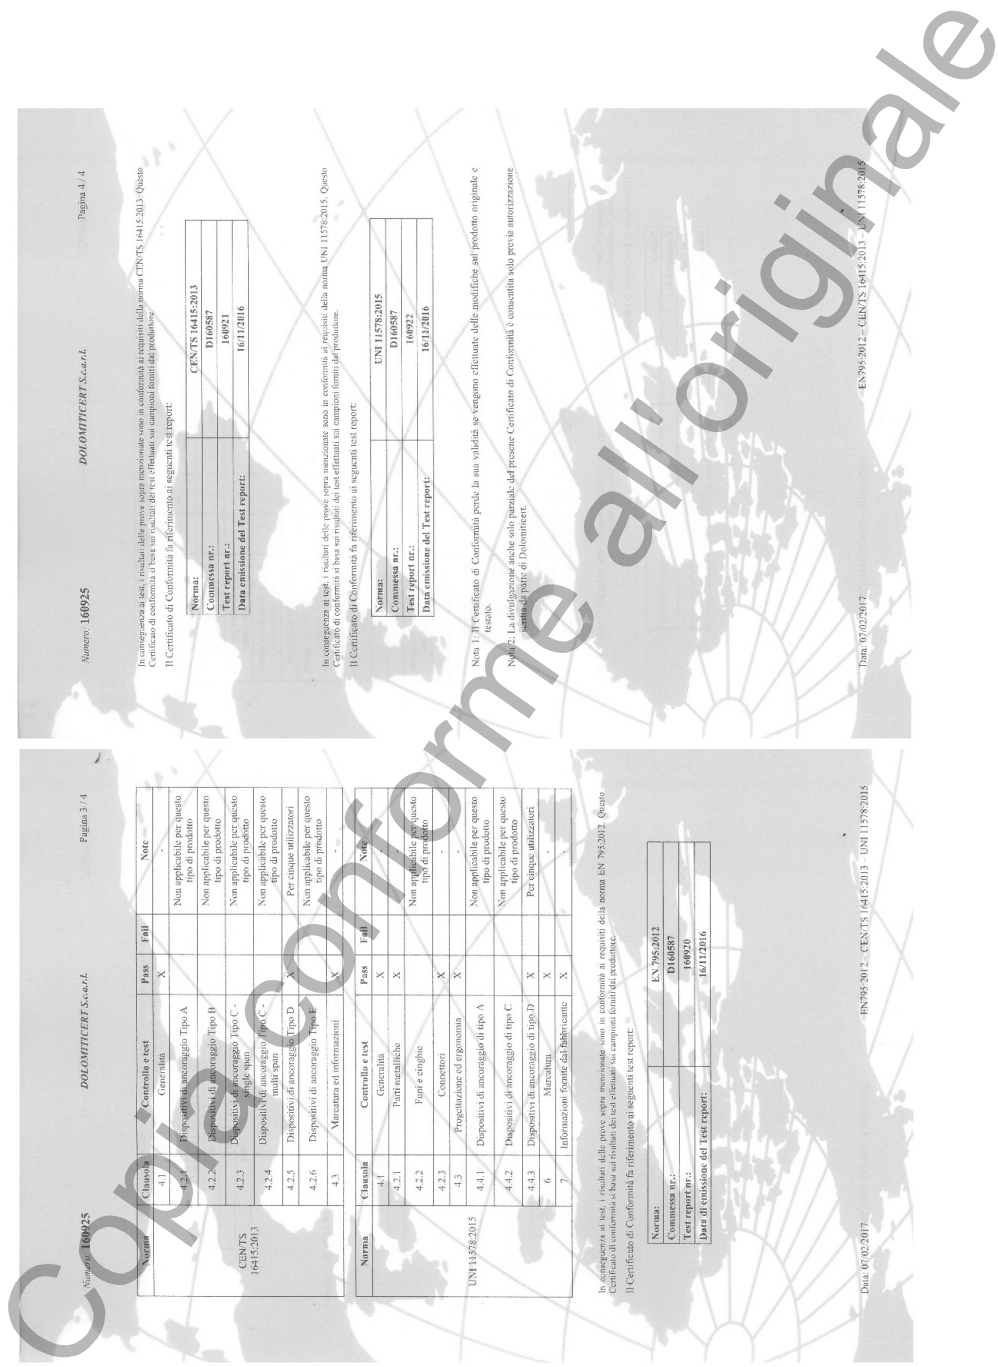 Numero: 160925 DOLOMITICERT S.c.a.r.l. Pagina 3 / 4
Norma Clausola Controllo e test Pass Fail Note
CEN/TS 16415:2013
4.1 Generalità X -
4.2.1 Dispositivi di ancoraggio Tipo A Non applicabile per questo tipo di prodotto
4.2.2 Dispositivi di ancoraggio Tipo B Non applicabile per questo tipo di prodotto
4.2.3 Dispositivi di ancoraggio Tipo C - single span Non applicabile per questo tipo di prodotto
4.2.4 Dispositivi di ancoraggio Tipo C - multi span Non applicabile per questo tipo di prodotto
4.2.5 Dispositivi di ancoraggio Tipo D X Per cinque utilizzatori
4.2.6 Dispositivi di ancoraggio Tipo E Non applicabile per questo tipo di prodotto
4.3 Marcatura ed informazioni X -
Norma Clausola Controllo e test Pass Fail Note
UNI 11578:2015
4.1 Generalità X -
4.2.1 Parti metalliche X -
4.2.2 Funi e cinghie Non applicabile per questo tipo di prodotto
4.2.3 Connettori X -
4.3 Progettazione ed ergonomia X -
4.4.1 Dispositivi di ancoraggio di tipo A Non applicabile per questo tipo di prodotto
4.4.2 Dispositivi di ancoraggio di tipo C Non applicabile per questo tipo di prodotto
4.4.3 Dispositivi di ancoraggio di tipo D X Per cinque utilizzatori
6 Marcatura X -
7 Informazioni fornite dal fabbricante X -
In conseguenza ai test, i risultati delle prove sopra menzionate sono in conformità ai requisiti della norma EN 795:2012. Questo
Certificato di conformità si basa sui risultati dei test effettuati sui campioni forniti dal produttore.
Il Certificato di Conformità fa riferimento ai seguenti test report:
Norma: EN 795:2012
Commessa nr.: D160587
Test report nr.: 160920
Data di emissione del Test report: 16/11/2016
Data: 07/02/2017 EN795:2012 – CEN/TS 16415:2013 – UNI 11578:2015
Numero: 160925 DOLOMITICERT S.c.a.r.l. Pagina 4 / 4
In conseguenza ai test, i risultati delle prove sopra menzionate sono in conformità ai requisiti della norma CEN/TS 16415:2013. Questo
Certificato di conformità si basa sui risultati dei test effettuati sui campioni forniti dal produttore.
Il Certificato di Conformità fa riferimento ai seguenti test report:
Norma: CEN/TS 16415:2013
Commessa nr.: D160587
Test report nr.: 160921
Data emissione del Test report: 16/11/2016
In conseguenza ai test, i risultati delle prove sopra menzionate sono in conformità ai requisiti della norma UNI 11578:2015. Questo
Certificato di conformità si basa sui risultati dei test effettuati sui campioni forniti dal produttore.
Il Certificato di Conformità fa riferimento ai seguenti test report:
Norma: UNI 11578:2015
Commessa nr.: D160587
Test report nr.: 160922
Data emissione del Test report: 16/11/2016
Nota 1: Il Certificato di Conformità perde la sua validità se vengono effettuate delle modifiche sul prodotto originale e
testato.
Nota 2: La divulgazione anche solo parziale del presene Certificato di Conformità è consentita solo previa autorizzazione
scritta da parte di Dolomiticert.
Data: 07/02/2017 EN795:2012 – CEN/TS 16415:2013 – UNI 11578:2015
Copia conforme all'originale